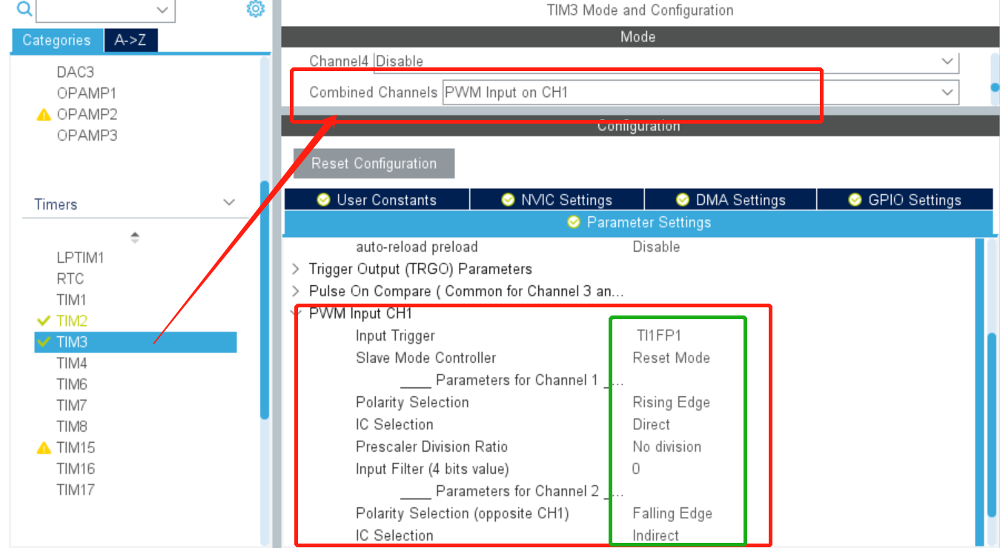 TIM3 Mode and Configuration
Categories A->Z
DAC3
OPAMP1
OPAMP2
OPAMP3
Timers
LPTIM1
RTC
TIM1
TIM2
TIM3
TIM4
TIM6
TIM7
TIM8
TIM15
TIM16
TIM17
Mode
Channel4 Disable
Combined Channels PWM Input on CH1
Configuration
Reset Configuration
User Constants NVIC Settings DMA Settings GPIO Settings
Parameter Settings
auto-reload preload Disable
Trigger Output (TRGO) Parameters
Pulse On Compare ( Common for Channel 3 an...
PWM Input CH1
Input Trigger TI1FP1
Slave Mode Controller Reset Mode
____ Parameters for Channel 1 _...
Polarity Selection Rising Edge
IC Selection Direct
Prescaler Division Ratio No division
Input Filter (4 bits value) 0
____ Parameters for Channel 2 _...
Polarity Selection (opposite CH1) Falling Edge
IC Selection Indirect